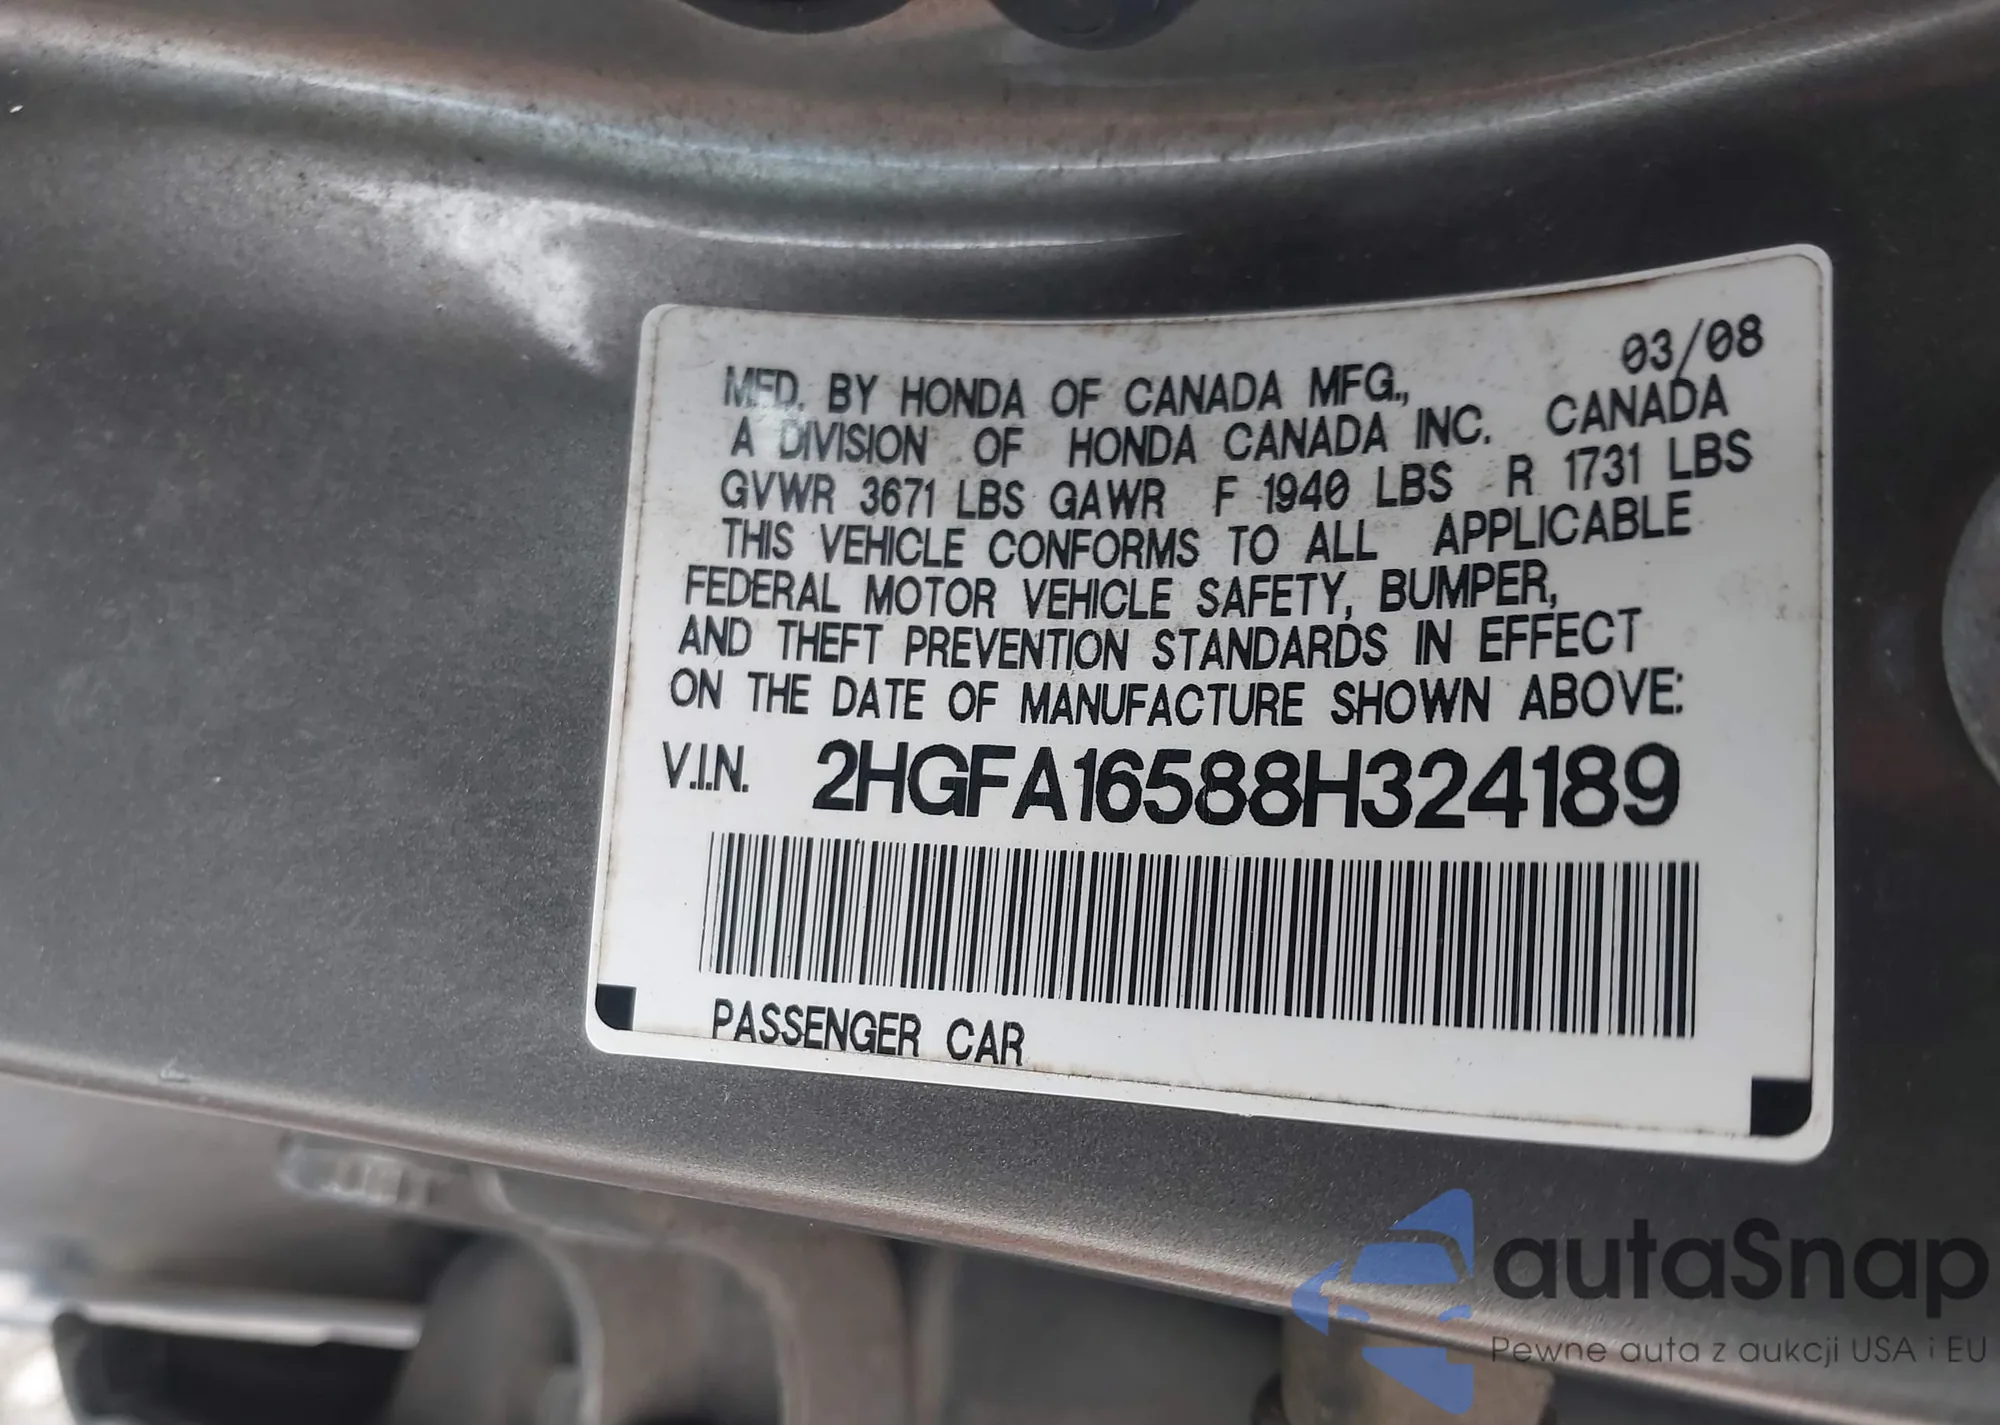 03/08
MFD. BY HONDA OF CANADA MFG.,
A DIVISION OF HONDA CANADA INC. CANADA
GVWR 3671 LBS GAWR F 1940 LBS R 1731 LBS
THIS VEHICLE CONFORMS TO ALL APPLICABLE
FEDERAL MOTOR VEHICLE SAFETY, BUMPER,
AND THEFT PREVENTION STANDARDS IN EFFECT
ON THE DATE OF MANUFACTURE SHOWN ABOVE:
V.I.N. 2HGFA16588H324189
PASSENGER CAR
autaSnap
Pewne auta z aukcji USA i EU